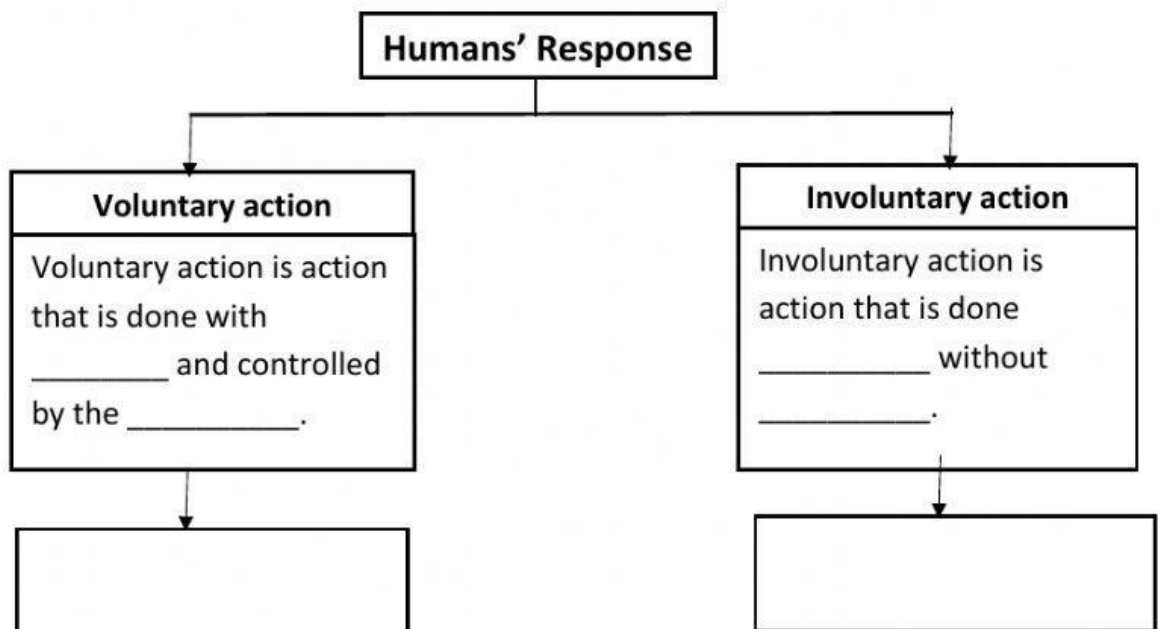 Humans’ Response
Voluntary action
Voluntary action is action
that is done with
________ and controlled
by the __________.
Involuntary action
Involuntary action is
action that is done
__________ without
__________.